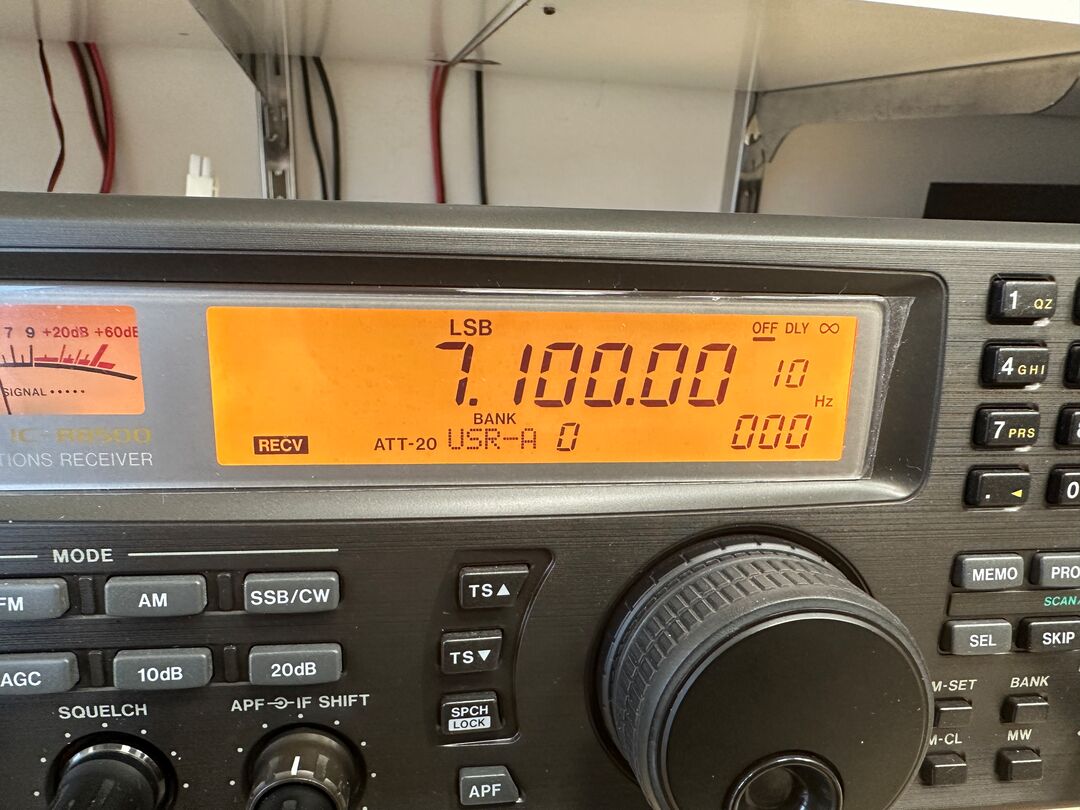 7 9 +20dB +60dB
SIGNAL
IC-R8500
TIONS RECEIVER
LSB
OFF DLY ∞
7.100.00
10
Hz
BANK
RECV
ATT-20 USR-A 0
000
1 QZ
4 GHI
7 PRS
. ◄
0
MODE
FM
AM
SSB/CW
AGC
10dB
20dB
SQUELCH
APF IF SHIFT
TS▲
TS▼
SPCH
LOCK
APF
MEMO
PRO
SCAN
SEL
SKIP
M-SET
BANK
M-CL
MW